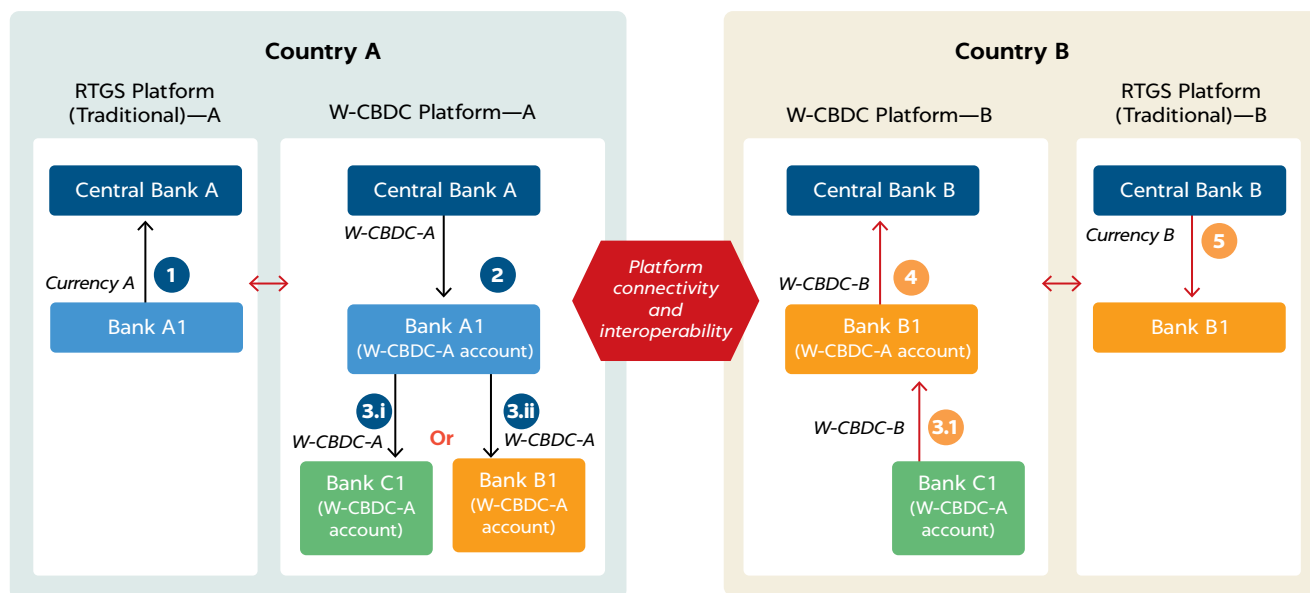 Country A
RTGS Platform
(Traditional)—A
W-CBDC Platform—A
Central Bank A
Currency A
1
Bank A1
Central Bank A
W-CBDC-A
2
Bank A1
(W-CBDC-A account)
3.i
W-CBDC-A
Or
3.ii
W-CBDC-A
Bank C1
(W-CBDC-A
account)
Bank B1
(W-CBDC-A
account)
Platform
connectivity
and
interoperability
Country B
W-CBDC Platform—B
RTGS Platform
(Traditional)—B
Central Bank B
W-CBDC-B
4
Bank B1
(W-CBDC-A account)
W-CBDC-B
3.1
Bank C1
(W-CBDC-A
account)
Central Bank B
Currency B
5
Bank B1